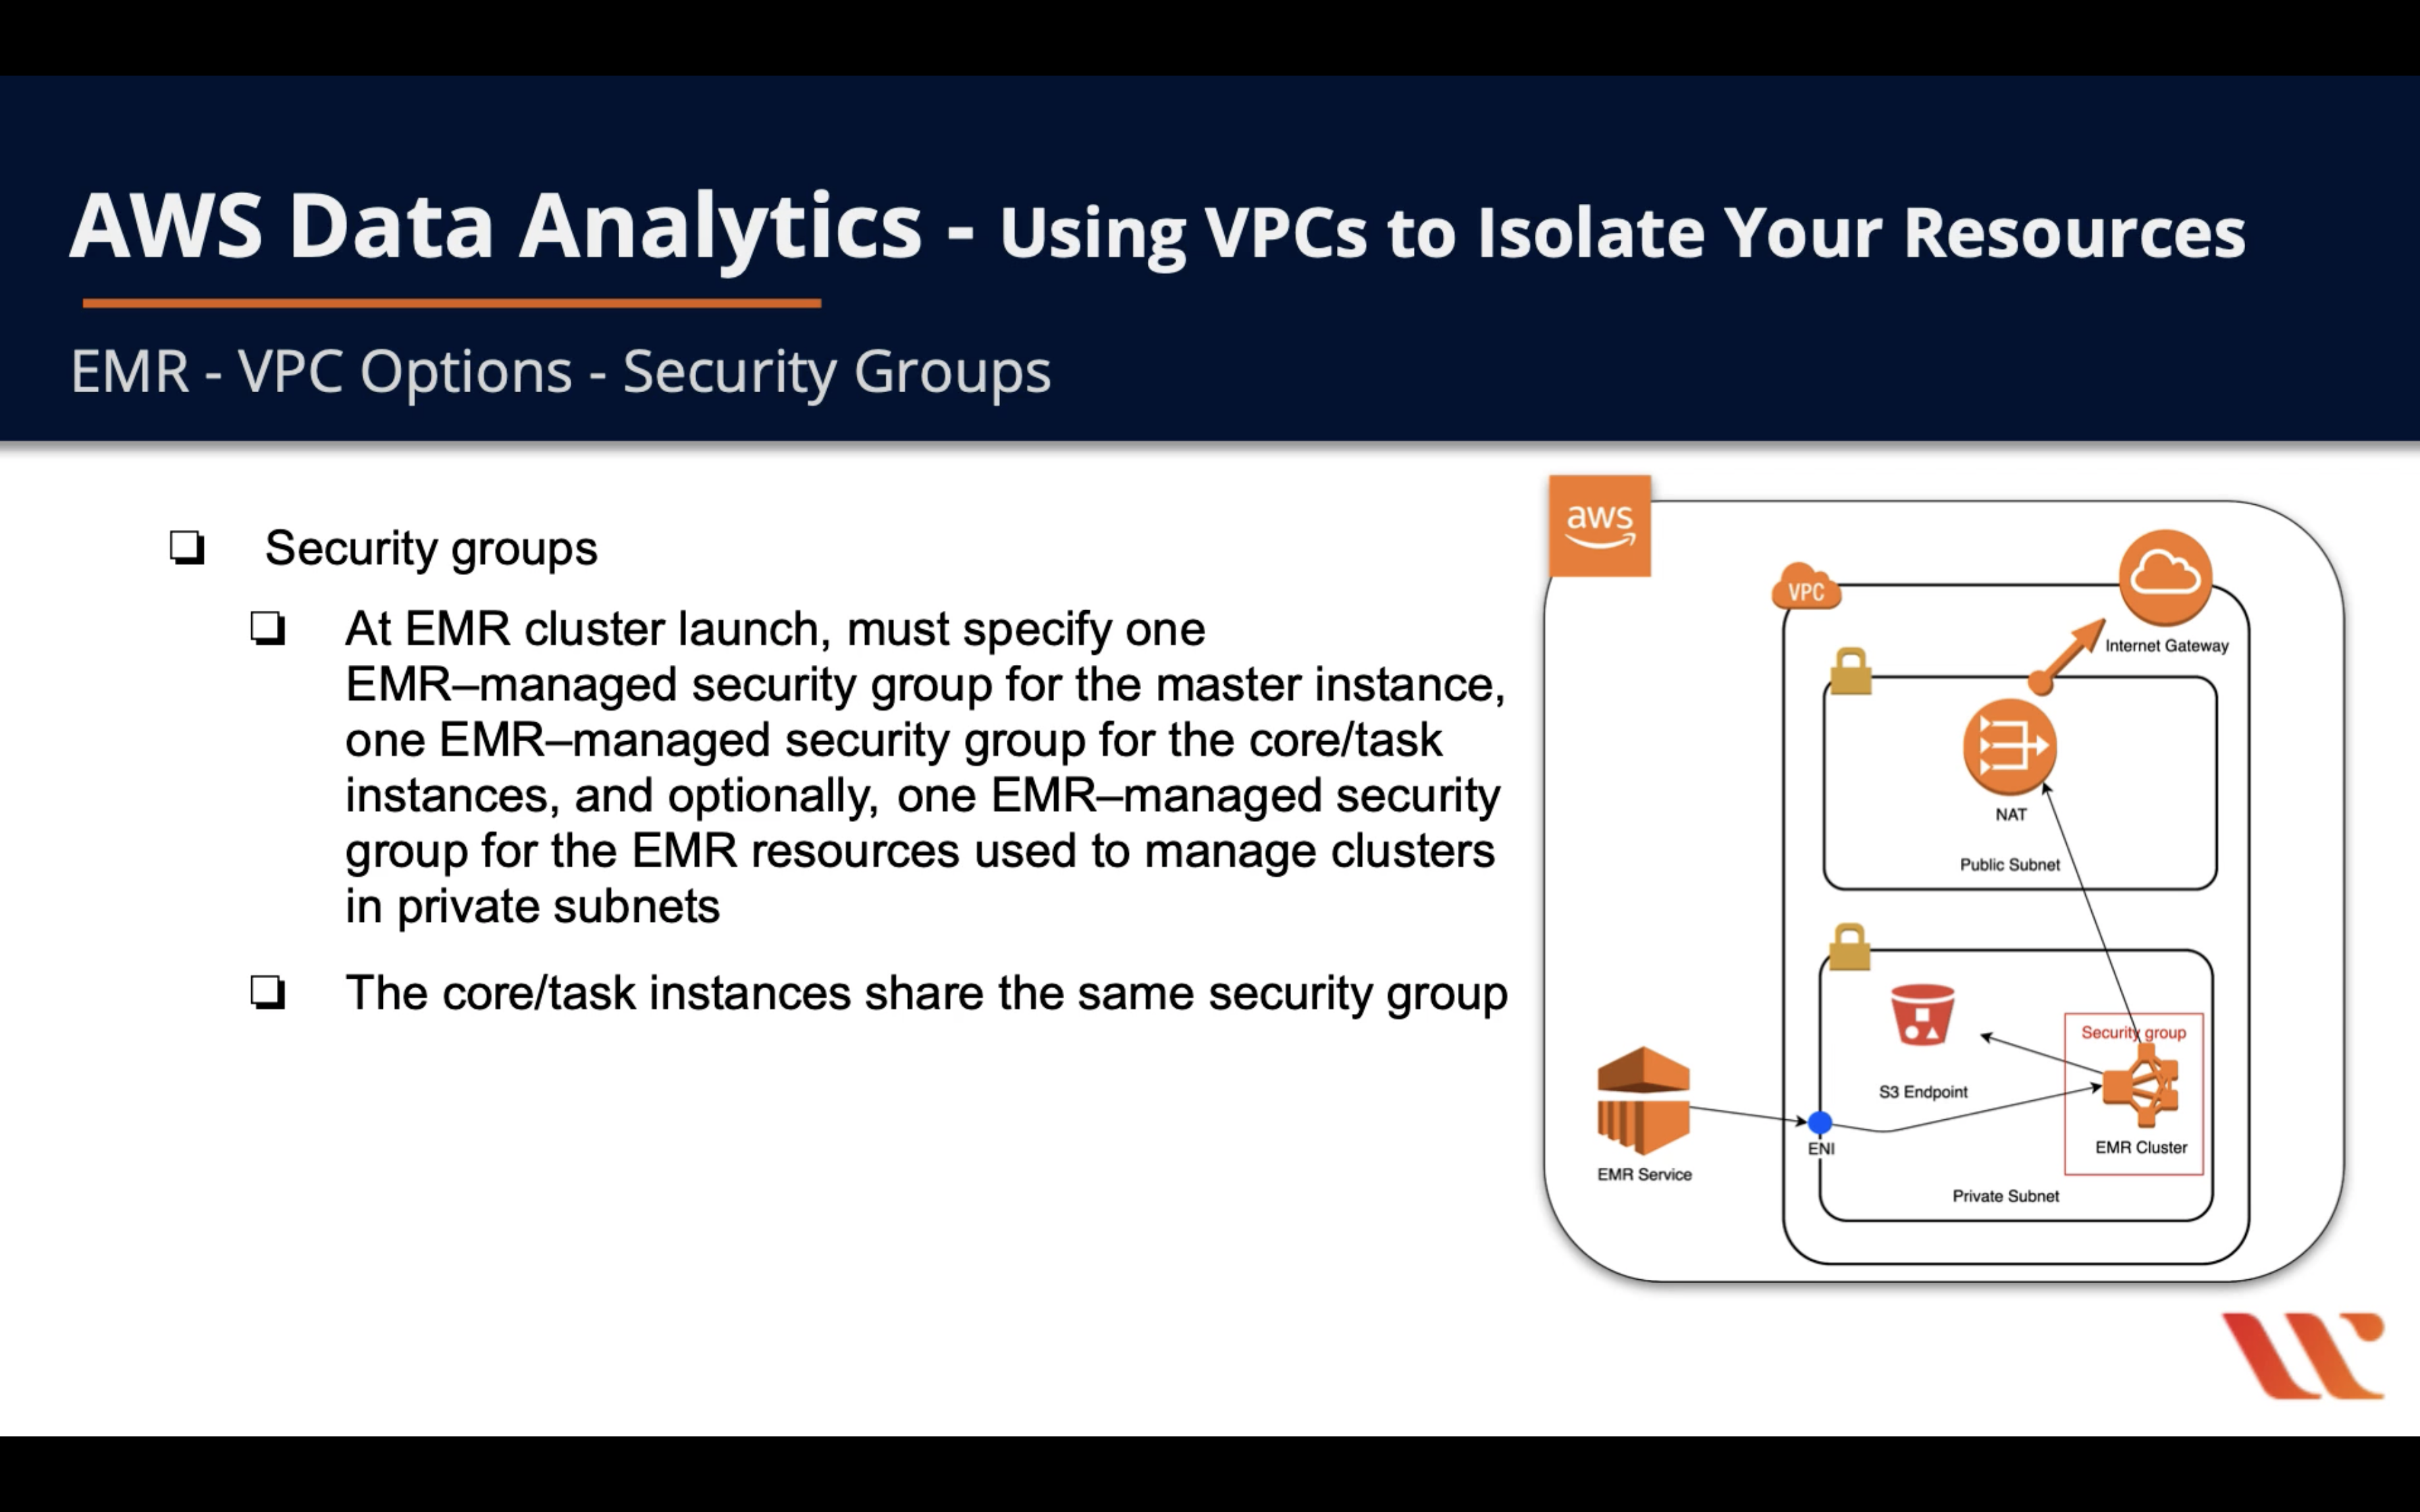 AWS Data Analytics - Using VPCs to Isolate Your Resources
EMR - VPC Options - Security Groups
Security groups
At EMR cluster launch, must specify one
EMR–managed security group for the master instance,
one EMR–managed security group for the core/task
instances, and optionally, one EMR–managed security
group for the EMR resources used to manage clusters
in private subnets
The core/task instances share the same security group
aws
VPC
Internet Gateway
NAT
Public Subnet
Security group
S3 Endpoint
ENI
EMR Cluster
EMR Service
Private Subnet